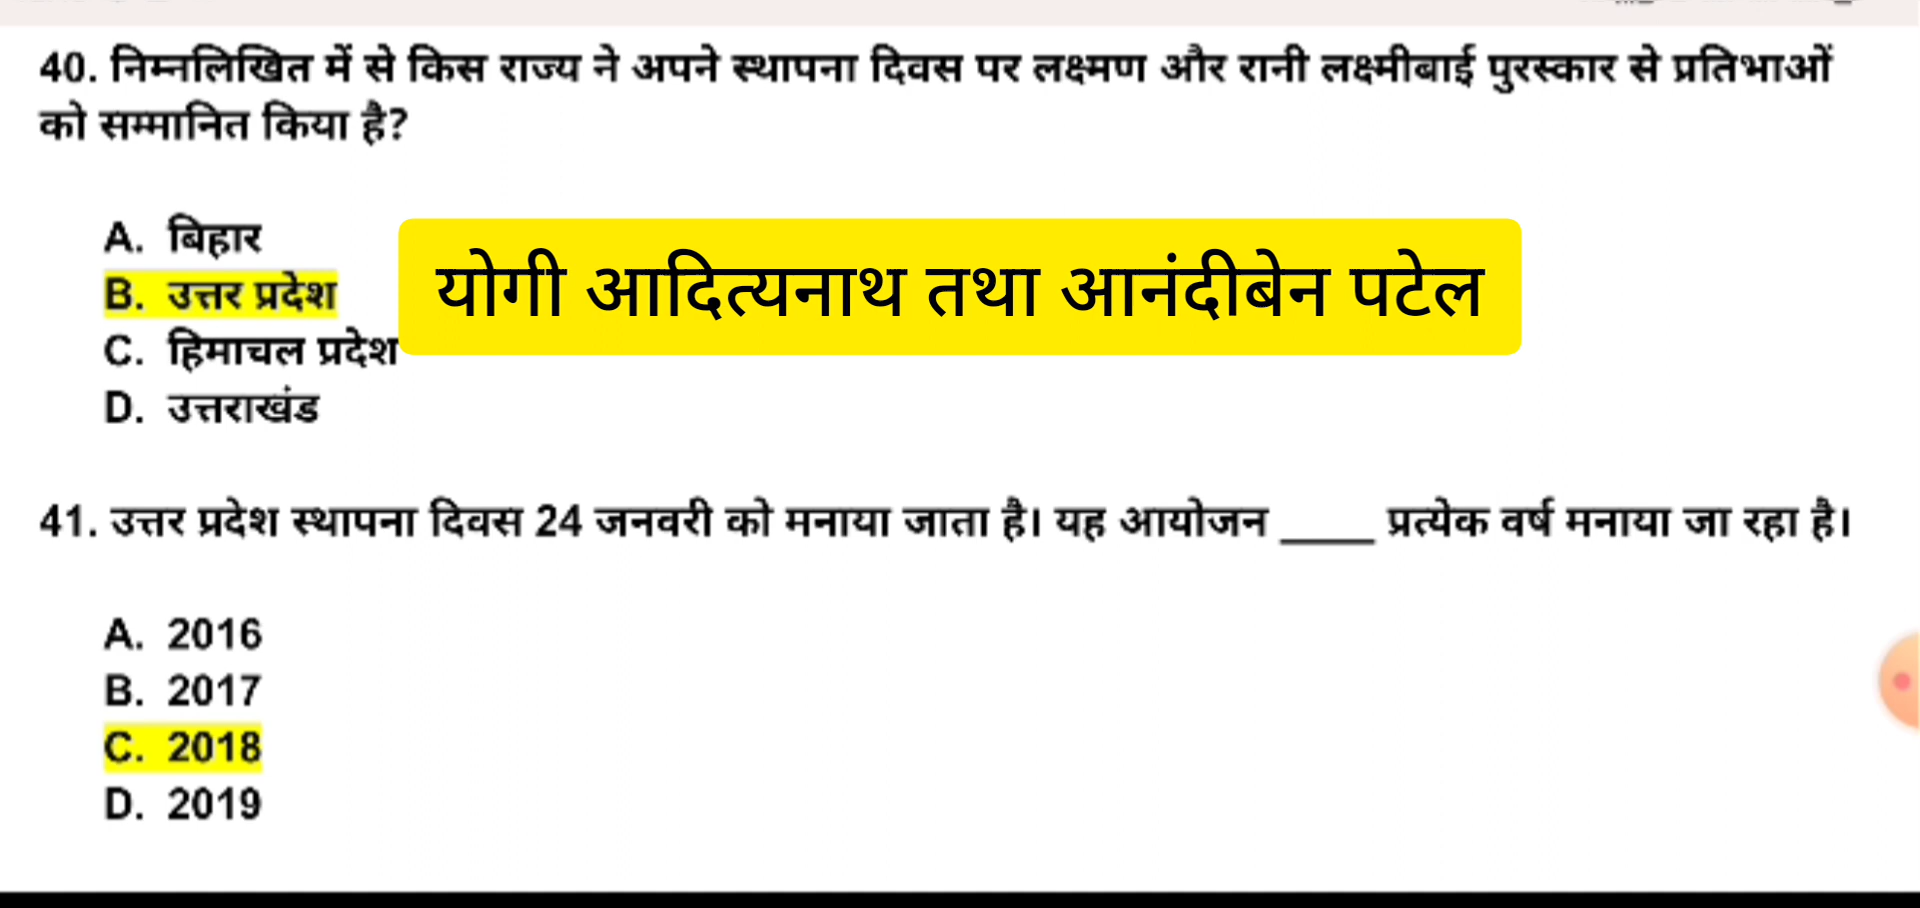 40. निम्नलिखित में से किस राज्य ने अपने स्थापना दिवस पर लक्ष्मण और रानी लक्ष्मीबाई पुरस्कार से प्रतिभाओं
को सम्मानित किया है?
A. बिहार
B. उत्तर प्रदेश
योगी आदित्यनाथ तथा आनंदीबेन पटेल
C. हिमाचल प्रदेश
D. उत्तराखंड
41. उत्तर प्रदेश स्थापना दिवस 24 जनवरी को मनाया जाता है। यह आयोजन ____ प्रत्येक वर्ष मनाया जा रहा है।
A. 2016
B. 2017
C. 2018
D. 2019